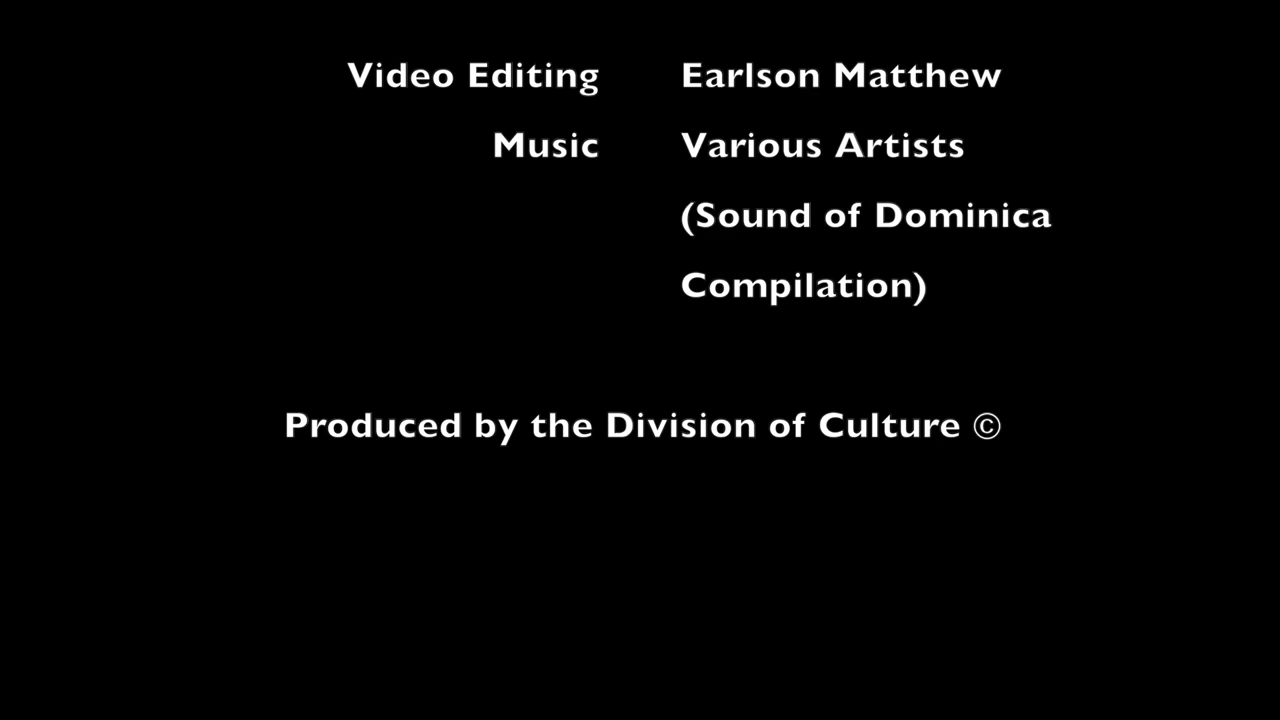 Video Editing Earlson Matthew
Music Various Artists
(Sound of Dominica
Compilation)
Produced by the Division of Culture ©